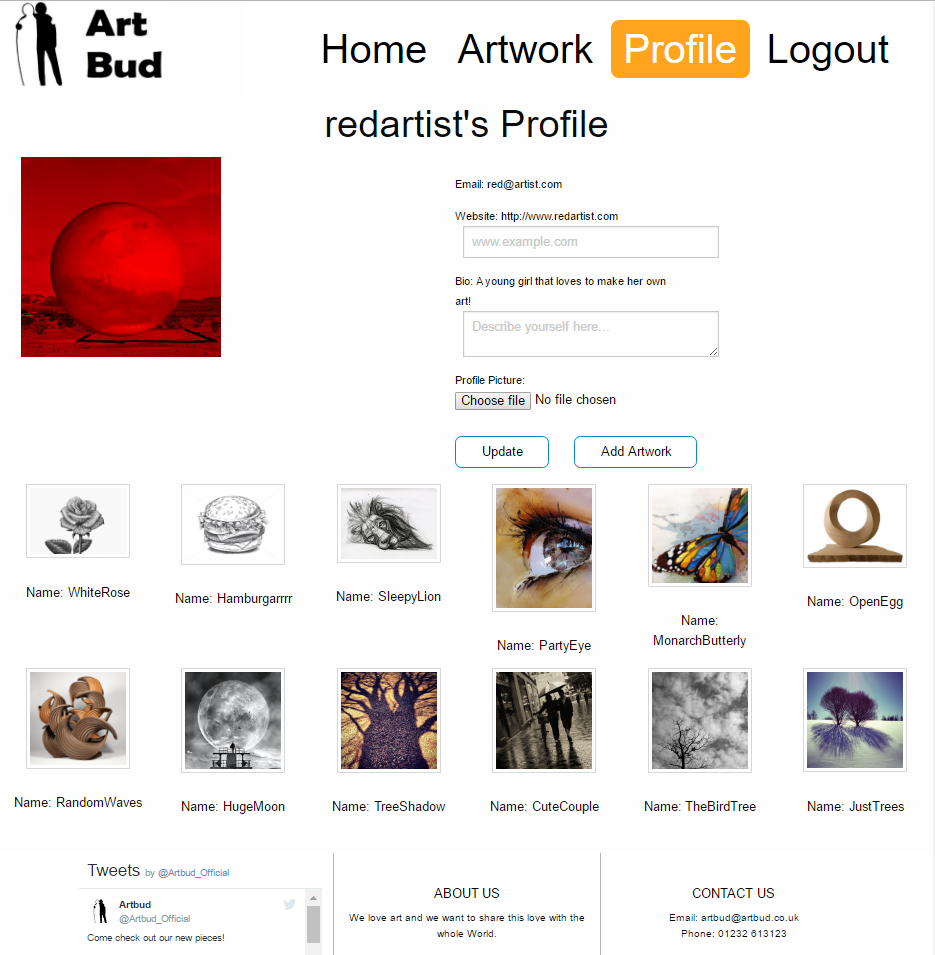 Art
Bud
Home Artwork Profile Logout
redartist's Profile
Email: red@artist.com
Website: http://www.redartist.com
www.example.com
Bio: A young girl that loves to make her own
art!
Describe yourself here...
Profile Picture:
Choose file No file chosen
Update Add Artwork
Name: WhiteRose
Name: Hamburgarrrr
Name: SleepyLion
Name: PartyEye
Name:
MonarchButterly
Name: OpenEgg
Name: RandomWaves
Name: HugeMoon
Name: TreeShadow
Name: CuteCouple
Name: TheBirdTree
Name: JustTrees
Tweets by @Artbud_Official
Artbud
@Artbud_Official
Come check out our new pieces!
ABOUT US
We love art and we want to share this love with the
whole World.
CONTACT US
Email: artbud@artbud.co.uk
Phone: 01232 613123